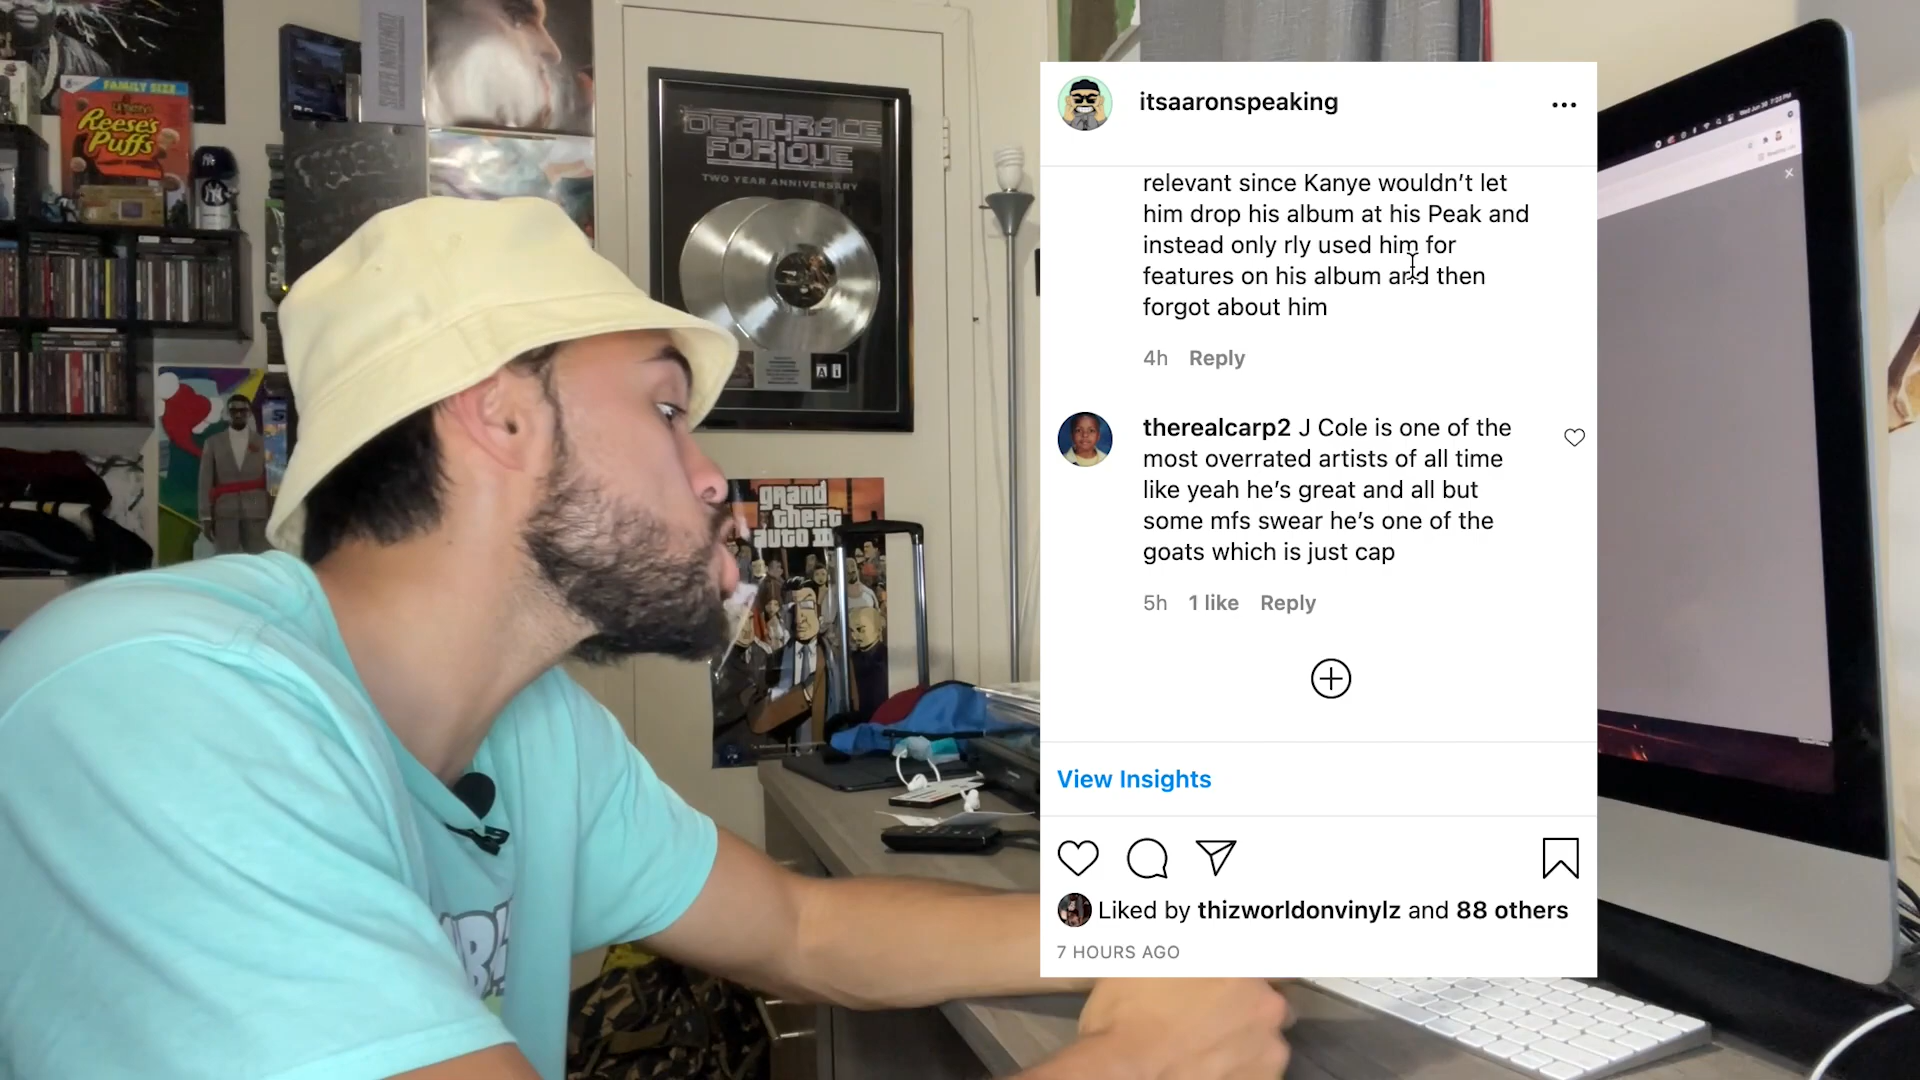 FAMILY SIZE
REESE'S
PUFFS
SUPER NINTENDO
DEATHRACE
FORLOVE
TWO YEAR ANNIVERSARY
grand
theft
auto III
itsaaronspeaking
relevant since Kanye wouldn't let
him drop his album at his Peak and
instead only rly used him for
features on his album and then
forgot about him
4h Reply
therealcarp2 J Cole is one of the
most overrated artists of all time
like yeah he's great and all but
some mfs swear he's one of the
goats which is just cap
5h 1 like Reply
View Insights
Liked by thizworldonvinylz and 88 others
7 HOURS AGO